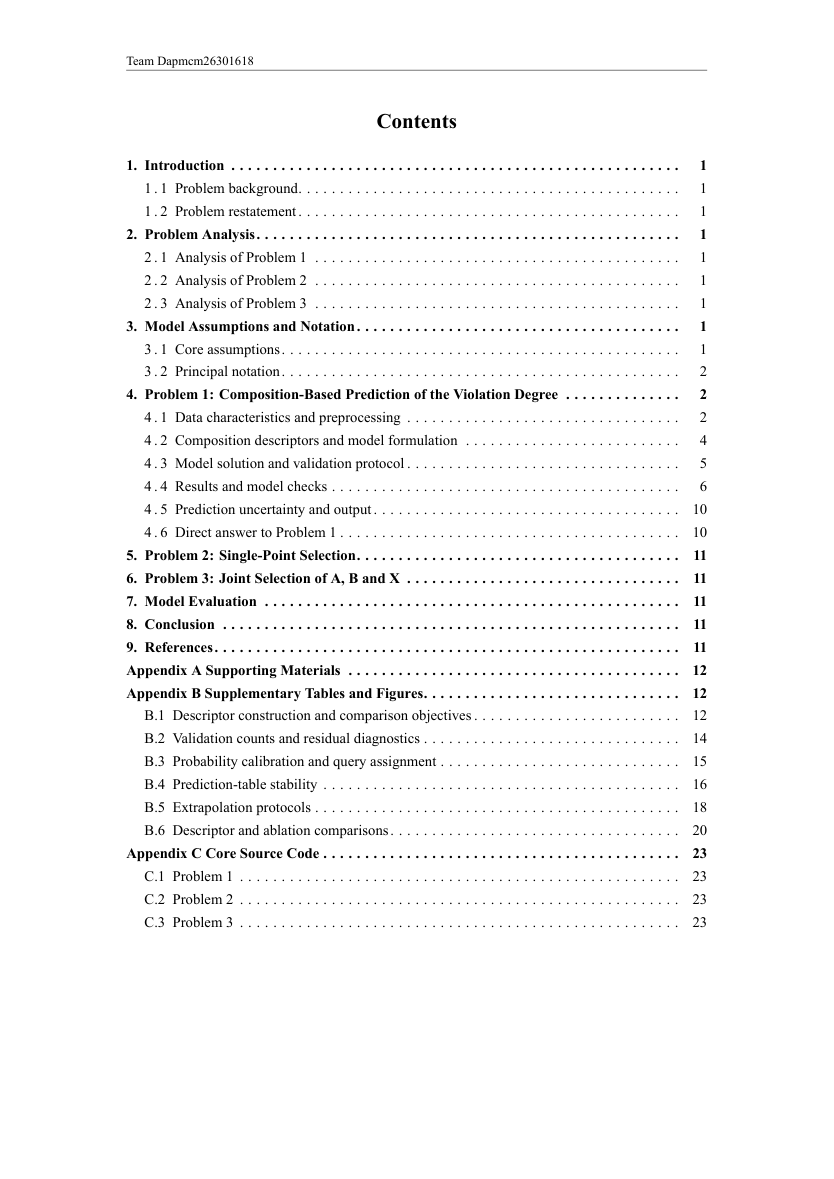 Team Dapmcm26301618
Contents
1. Introduction . . . . . . . . . . . . . . . . . . . . 1
1 . 1 Problem background . . . . . . . . . . . . . . . . . . . . 1
1 . 2 Problem restatement . . . . . . . . . . . . . . . . . . . . 1
2. Problem Analysis . . . . . . . . . . . . . . . . . . . . 1
2 . 1 Analysis of Problem 1 . . . . . . . . . . . . . . . . . . . . 1
2 . 2 Analysis of Problem 2 . . . . . . . . . . . . . . . . . . . . 1
2 . 3 Analysis of Problem 3 . . . . . . . . . . . . . . . . . . . . 1
3. Model Assumptions and Notation . . . . . . . . . . . . . . . . . . . . 1
3 . 1 Core assumptions . . . . . . . . . . . . . . . . . . . . 1
3 . 2 Principal notation . . . . . . . . . . . . . . . . . . . . 2
4. Problem 1: Composition-Based Prediction of the Violation Degree . . . . . . . . . . . . . . 2
4 . 1 Data characteristics and preprocessing . . . . . . . . . . . . . . . . . . . . 2
4 . 2 Composition descriptors and model formulation . . . . . . . . . . . . . . . . . . . . 4
4 . 3 Model solution and validation protocol . . . . . . . . . . . . . . . . . . . . 5
4 . 4 Results and model checks . . . . . . . . . . . . . . . . . . . . 6
4 . 5 Prediction uncertainty and output . . . . . . . . . . . . . . . . . . . . 10
4 . 6 Direct answer to Problem 1 . . . . . . . . . . . . . . . . . . . . 10
5. Problem 2: Single-Point Selection . . . . . . . . . . . . . . . . . . . . 11
6. Problem 3: Joint Selection of A, B and X . . . . . . . . . . . . . . . . . . . . 11
7. Model Evaluation . . . . . . . . . . . . . . . . . . . . 11
8. Conclusion . . . . . . . . . . . . . . . . . . . . 11
9. References . . . . . . . . . . . . . . . . . . . . 11
Appendix A Supporting Materials . . . . . . . . . . . . . . . . . . . . 12
Appendix B Supplementary Tables and Figures . . . . . . . . . . . . . . . . . . . . 12
B.1 Descriptor construction and comparison objectives . . . . . . . . . . . . . . . . . . . . 12
B.2 Validation counts and residual diagnostics . . . . . . . . . . . . . . . . . . . . 14
B.3 Probability calibration and query assignment . . . . . . . . . . . . . . . . . . . . 15
B.4 Prediction-table stability . . . . . . . . . . . . . . . . . . . . 16
B.5 Extrapolation protocols . . . . . . . . . . . . . . . . . . . . 18
B.6 Descriptor and ablation comparisons . . . . . . . . . . . . . . . . . . . . 20
Appendix C Core Source Code . . . . . . . . . . . . . . . . . . . . 23
C.1 Problem 1 . . . . . . . . . . . . . . . . . . . . 23
C.2 Problem 2 . . . . . . . . . . . . . . . . . . . . 23
C.3 Problem 3 . . . . . . . . . . . . . . . . . . . . 23